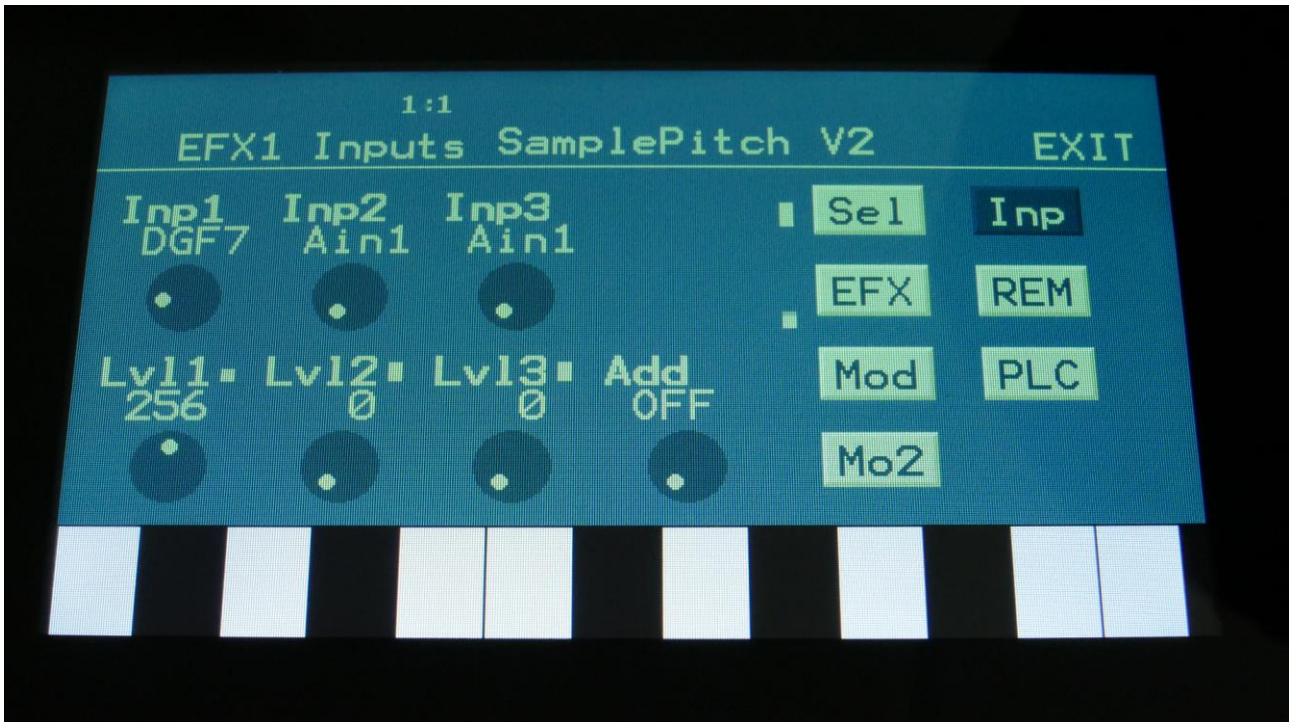 1:1
EFX1 Inputs SamplePitch V2 EXIT
Inp1 Inp2 Inp3 Sel Inp
DGF7 Ain1 Ain1
EFX REM
Lvl1 Lvl2 Lvl3 Add Mod PLC
256 0 0 OFF
Mo2